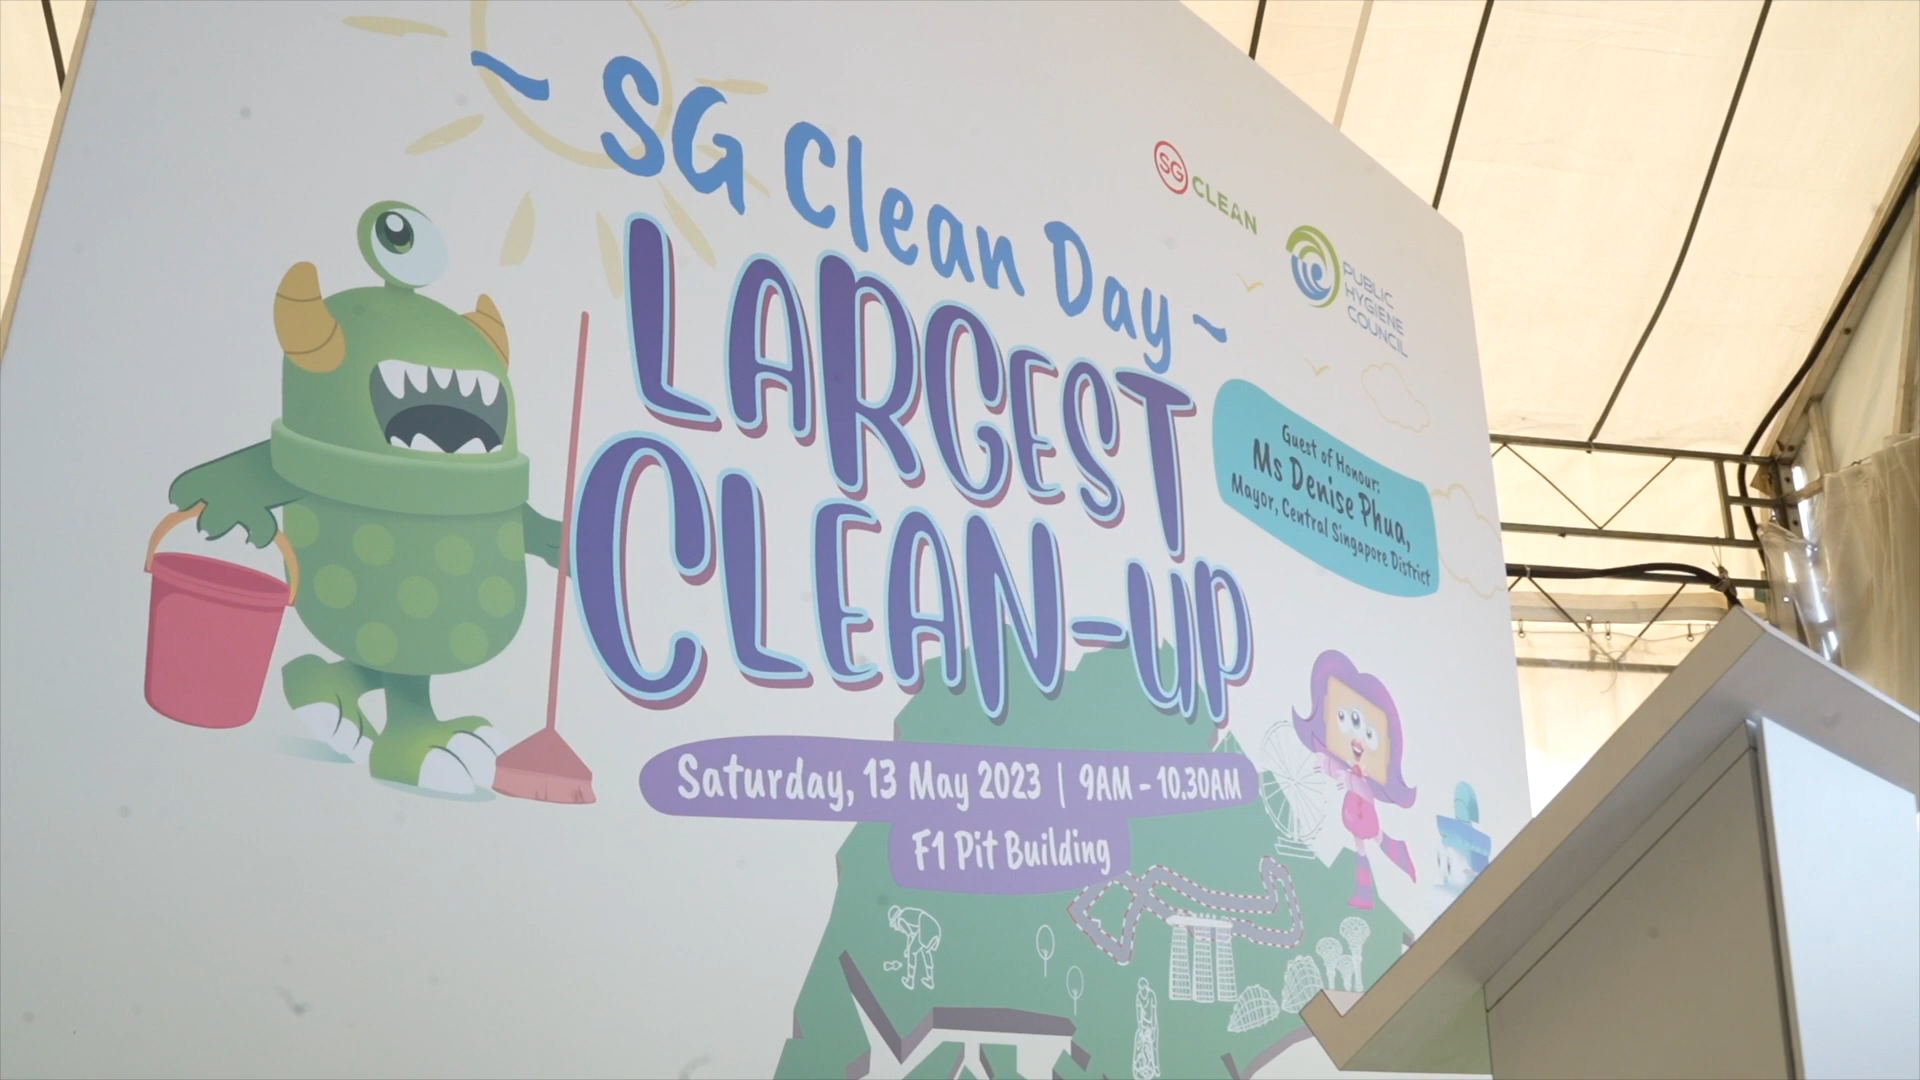 ~ SG Clean Day ~
LARGEST
CLEAN-UP
SG CLEAN
PUBLIC
HYGIENE
COUNCIL
Guest of Honour:
Ms Denise Phua,
Mayor, Central Singapore District
Saturday, 13 May 2023 | 9AM - 10.30AM
F1 Pit Building